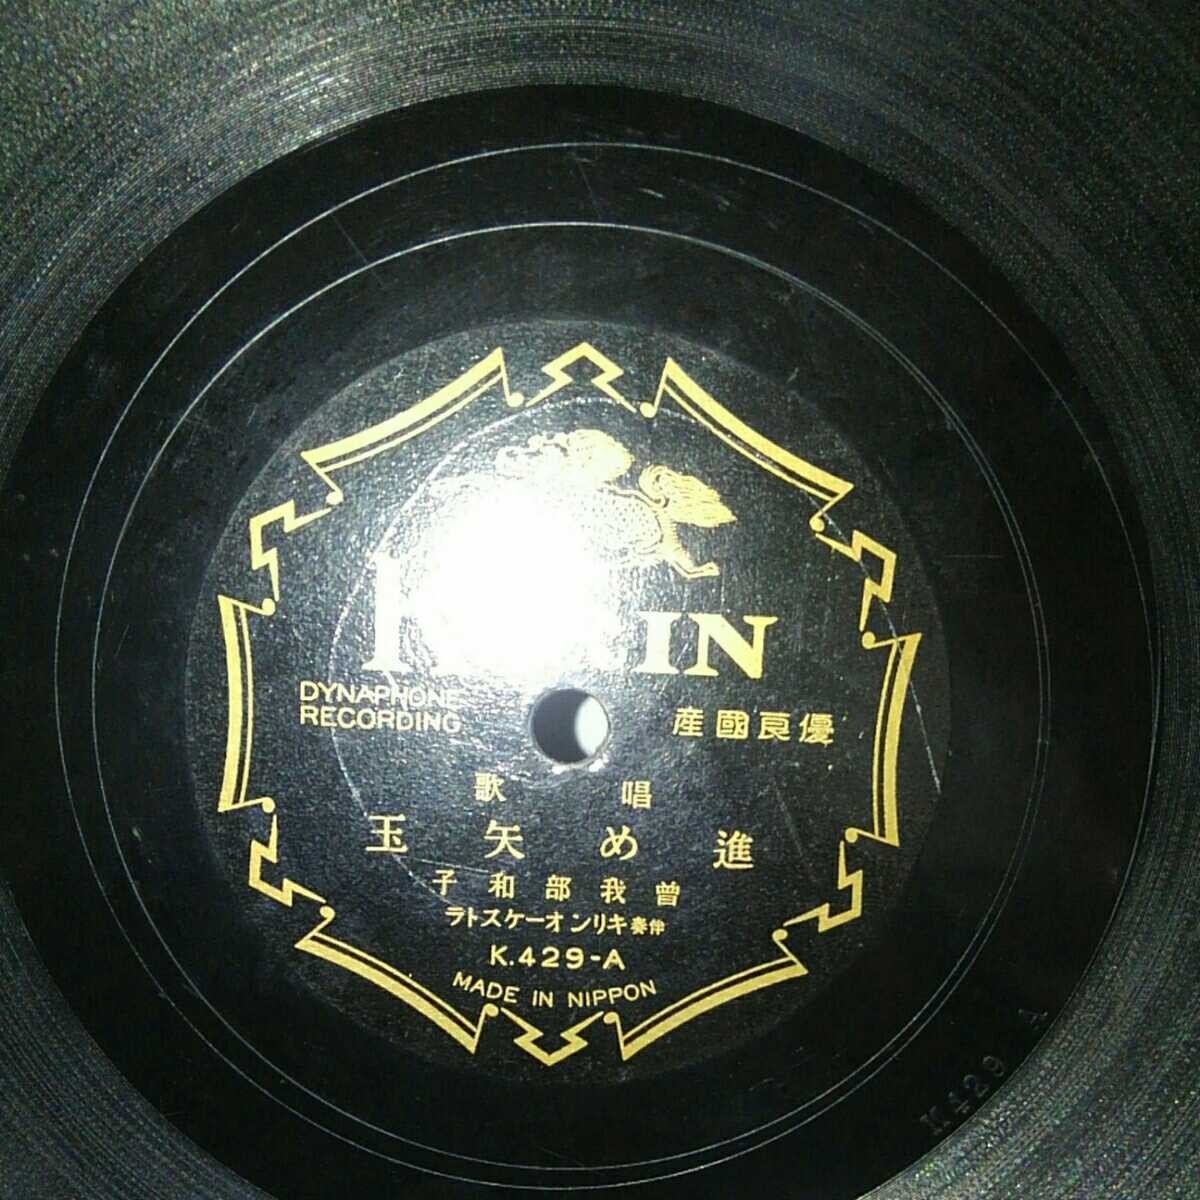 DYNAPHONE
RECORDING
優良國産
唱歌
進め矢玉
曾我部和子
伴奏キリンオーケストラ
K.429-A
MADE IN NIPPON
K429 A